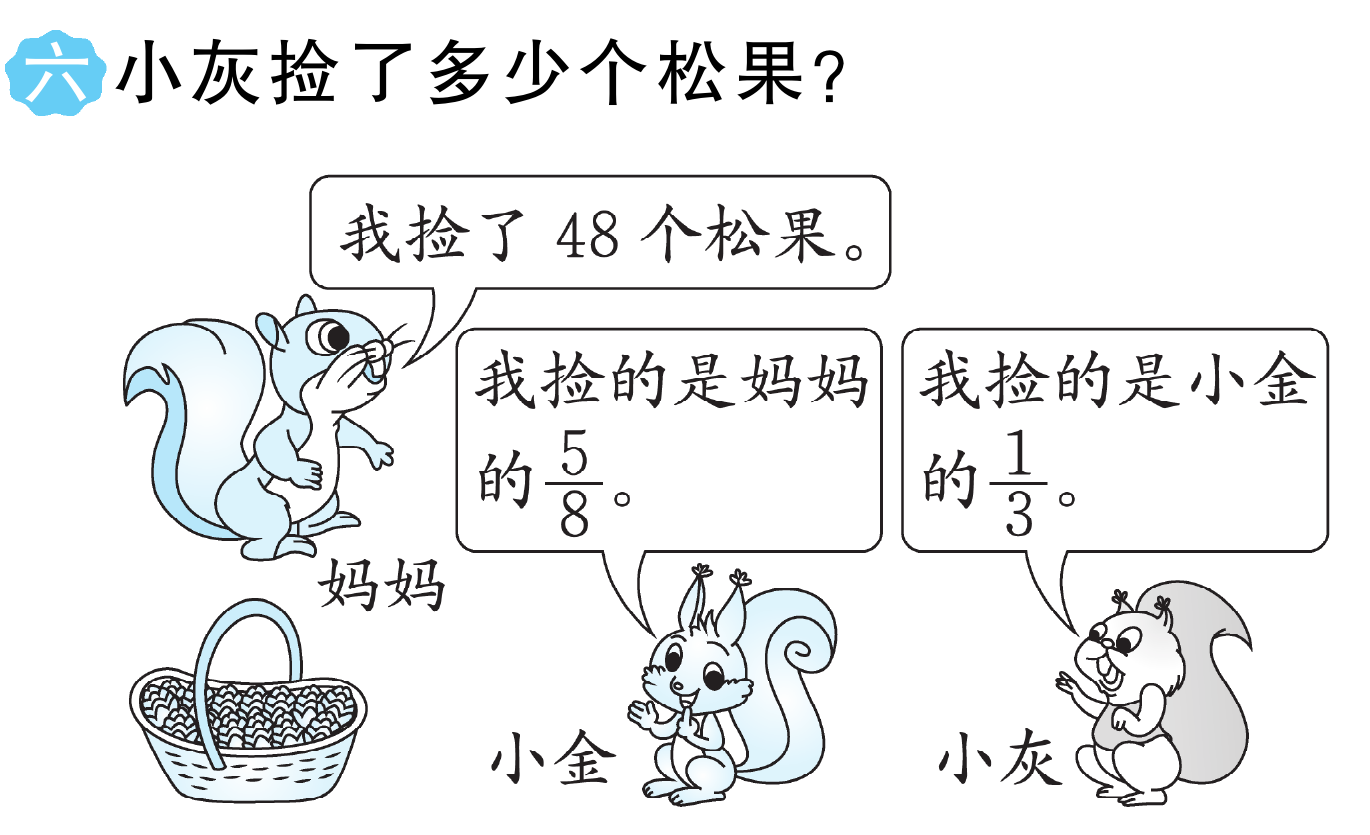 六 小灰捡了多少个松果？
我捡了 48 个松果。
我捡的是妈妈
的 5/8。
我捡的是小金
的 1/3。
妈妈
小金
小灰